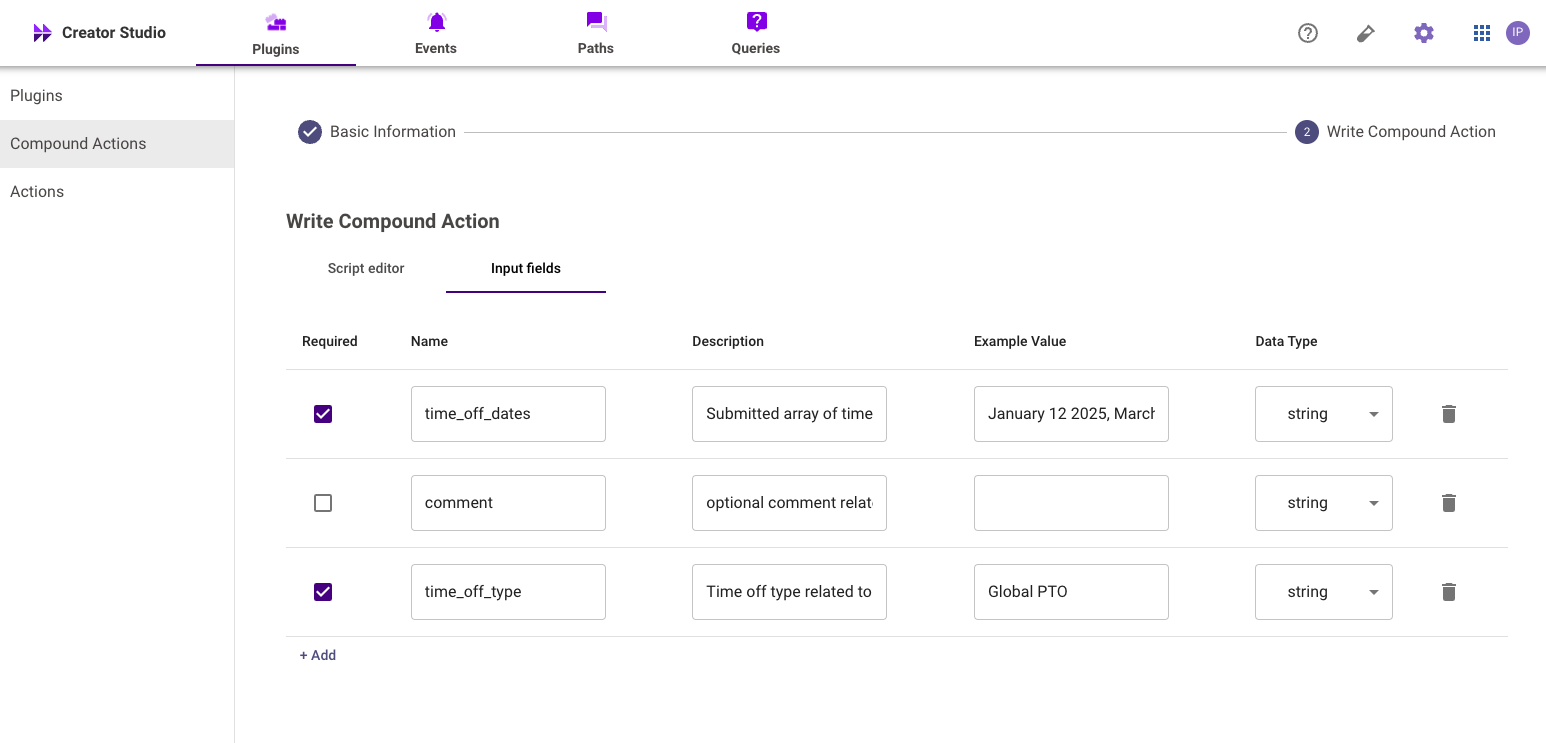 Creator Studio
Plugins
Events
Paths
Queries
IP
Plugins
Compound Actions
Actions
Basic Information
2
Write Compound Action
Write Compound Action
Script editor
Input fields
Required
Name
Description
Example Value
Data Type
time_off_dates
Submitted array of time
January 12 2025, March
string
comment
optional comment relat
string
time_off_type
Time off type related to
Global PTO
string
+ Add